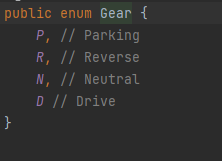 public enum Gear {
    P, // Parking
    R, // Reverse
    N, // Neutral
    D // Drive
}